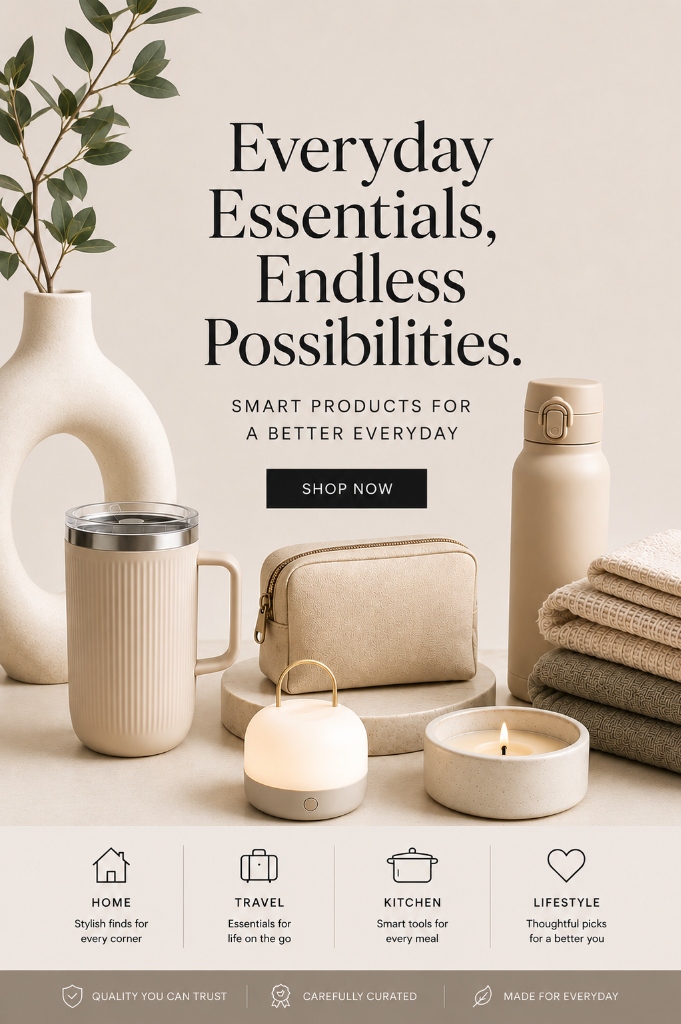 Everyday
Essentials,
Endless
Possibilities.
SMART PRODUCTS FOR
A BETTER EVERYDAY
SHOP NOW
HOME
Stylish finds for
every corner
TRAVEL
Essentials for
life on the go
KITCHEN
Smart tools for
every meal
LIFESTYLE
Thoughtful picks
for a better you
QUALITY YOU CAN TRUST
CAREFULLY CURATED
MADE FOR EVERYDAY